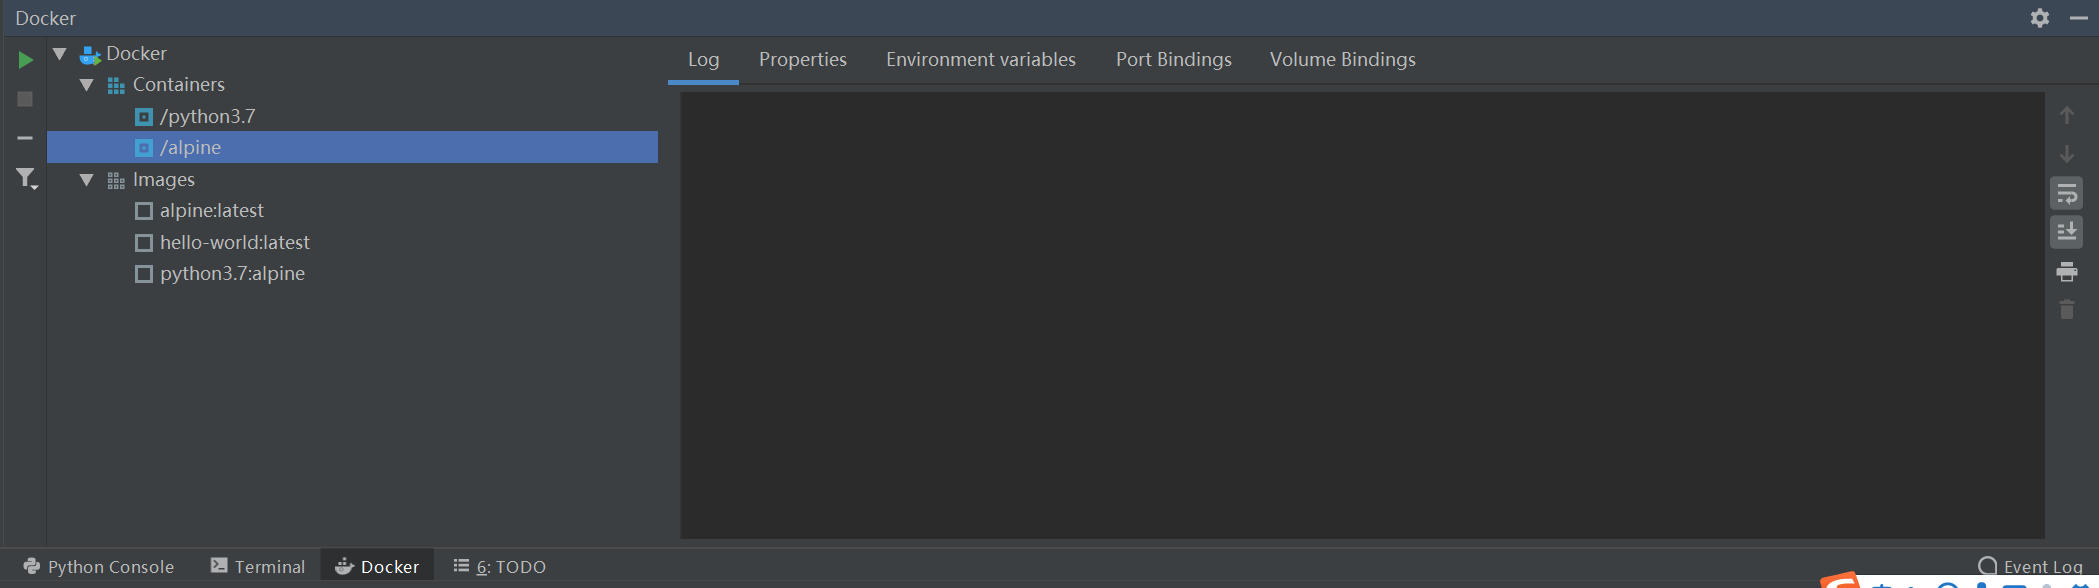 Docker
Docker
Containers
/python3.7
/alpine
Images
alpine:latest
hello-world:latest
python3.7:alpine
Log Properties Environment variables Port Bindings Volume Bindings
Python Console Terminal Docker 6: TODO Event Log